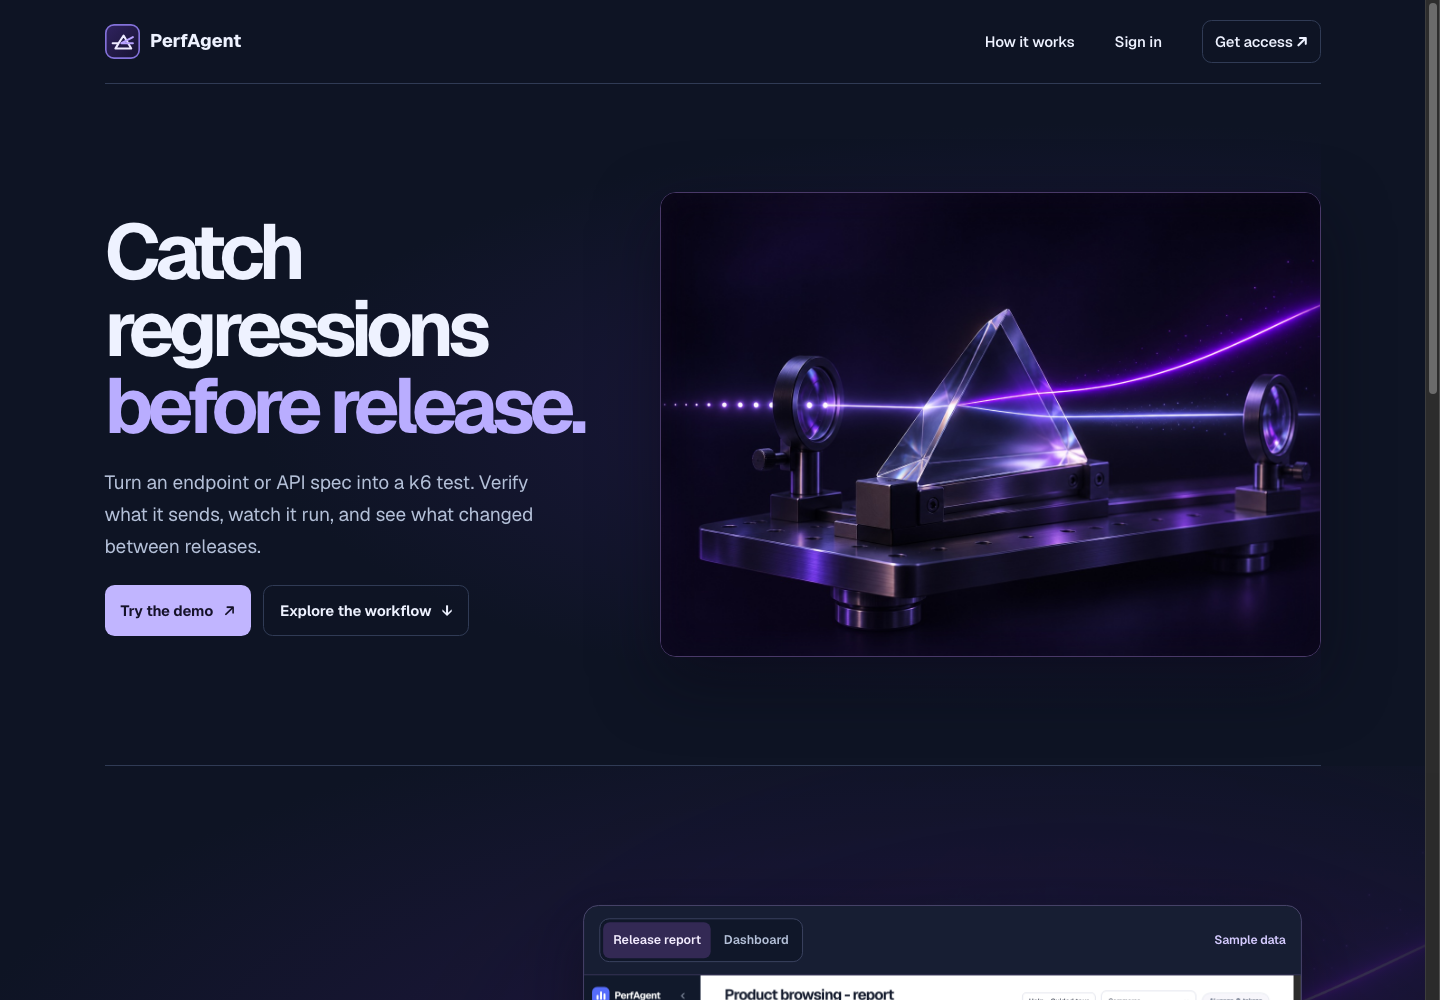 PerfAgent
How it works
Sign in
Get access ↗
Catch
regressions
before release.
Turn an endpoint or API spec into a k6 test. Verify
what it sends, watch it run, and see what changed
between releases.
Try the demo ↗
Explore the workflow ↓
Release report
Dashboard
Sample data
PerfAgent
Product browsing - report